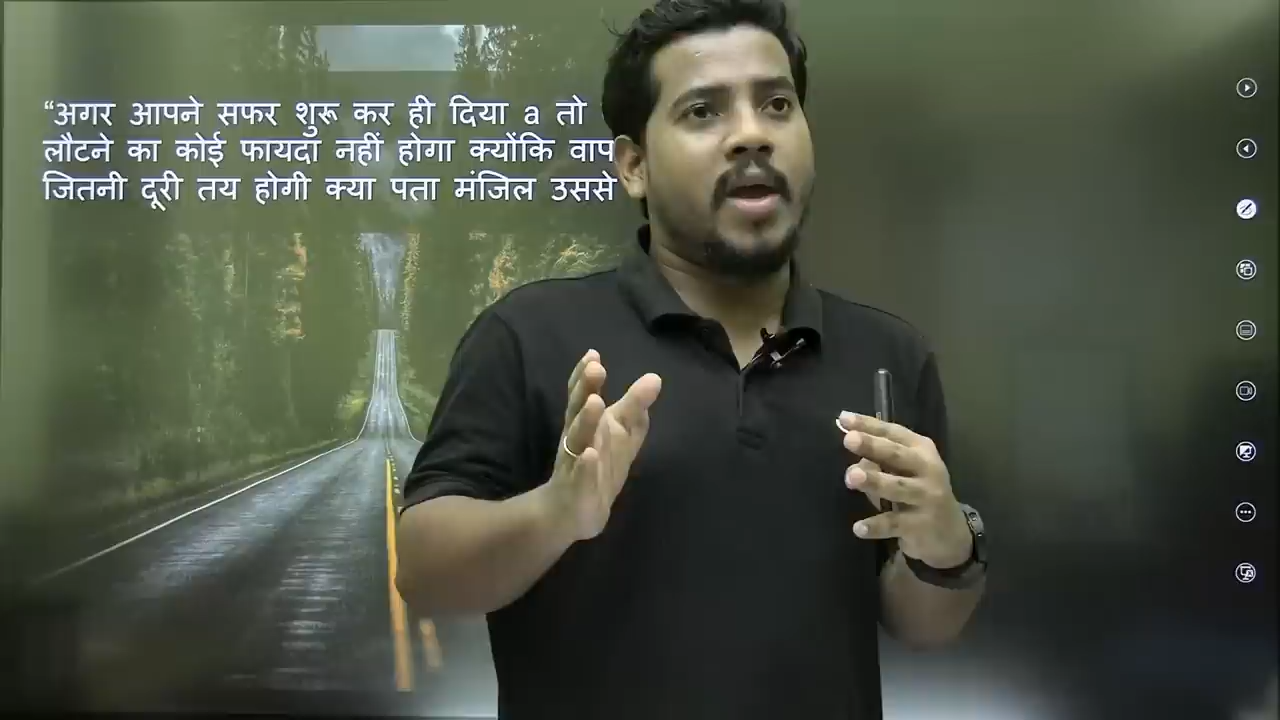 “अगर आपने सफर शुरू कर ही दिया a तो
लौटने का कोई फायदा नहीं होगा क्योंकि
जितनी दूरी तय होगी क्या पता मंजिल उससे